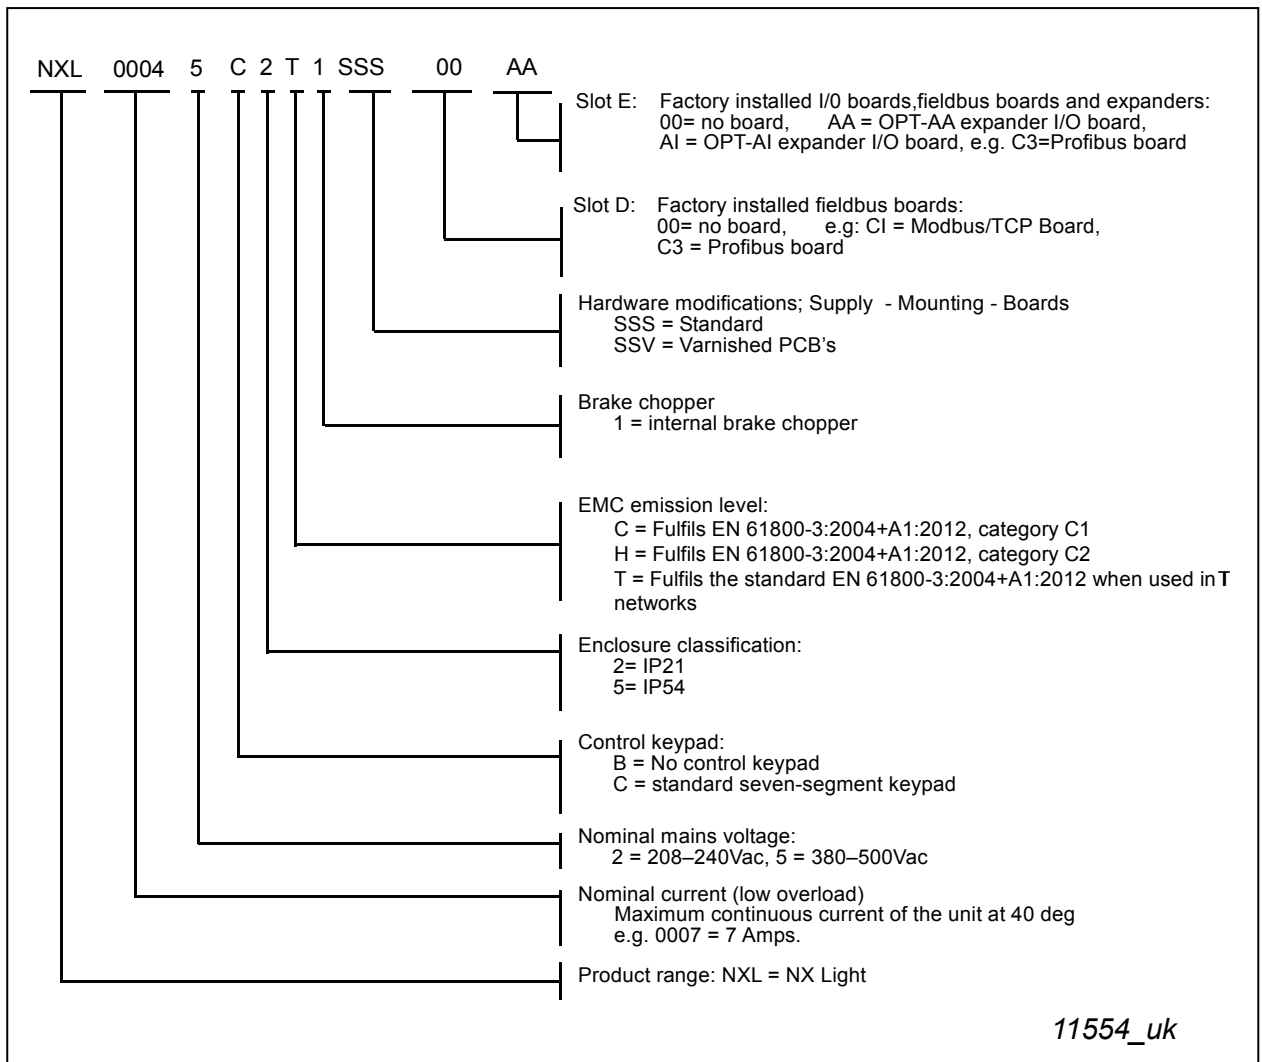 NXL 0004 5 C 2 T 1 SSS 00 AA
Slot E: Factory installed I/0 boards,fieldbus boards and expanders:
00= no board, AA = OPT-AA expander I/O board,
AI = OPT-AI expander I/O board, e.g. C3=Profibus board
Slot D: Factory installed fieldbus boards:
00= no board, e.g: CI = Modbus/TCP Board,
C3 = Profibus board
Hardware modifications; Supply - Mounting - Boards
SSS = Standard
SSV = Varnished PCB's
Brake chopper
1 = internal brake chopper
EMC emission level:
C = Fulfils EN 61800-3:2004+A1:2012, category C1
H = Fulfils EN 61800-3:2004+A1:2012, category C2
T = Fulfils the standard EN 61800-3:2004+A1:2012 when used in T
networks
Enclosure classification:
2= IP21
5= IP54
Control keypad:
B = No control keypad
C = standard seven-segment keypad
Nominal mains voltage:
2 = 208–240Vac, 5 = 380–500Vac
Nominal current (low overload)
Maximum continuous current of the unit at 40 deg
e.g. 0007 = 7 Amps.
Product range: NXL = NX Light
11554_uk